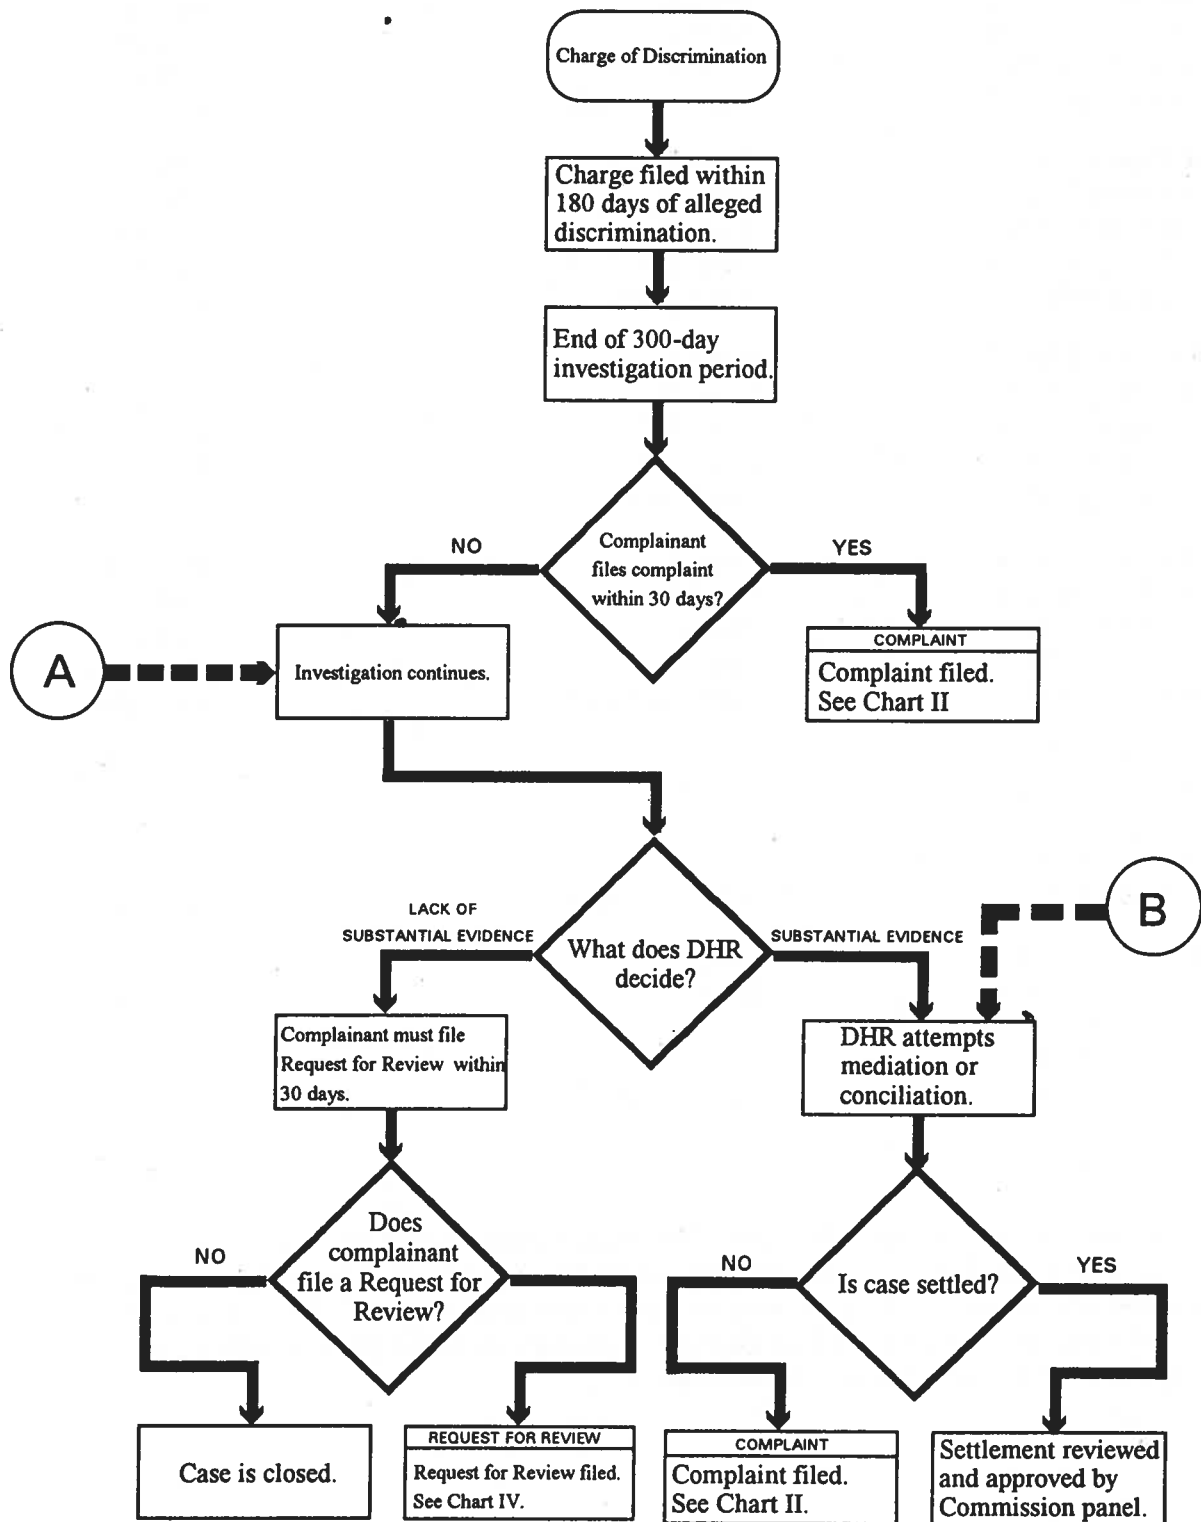 Charge of Discrimination
Charge filed within
180 days of alleged
discrimination.
End of 300-day
investigation period.
Complainant
files complaint
within 30 days?
NO
YES
A
Investigation continues.
COMPLAINT
Complaint filed.
See Chart II
What does DHR
decide?
LACK OF
SUBSTANTIAL EVIDENCE
SUBSTANTIAL EVIDENCE
B
Complainant must file
Request for Review within
30 days.
DHR attempts
mediation or
conciliation.
Does
complainant
file a Request for
Review?
NO
Is case settled?
NO
YES
Case is closed.
REQUEST FOR REVIEW
Request for Review filed.
See Chart IV.
COMPLAINT
Complaint filed.
See Chart II.
Settlement reviewed
and approved by
Commission panel.